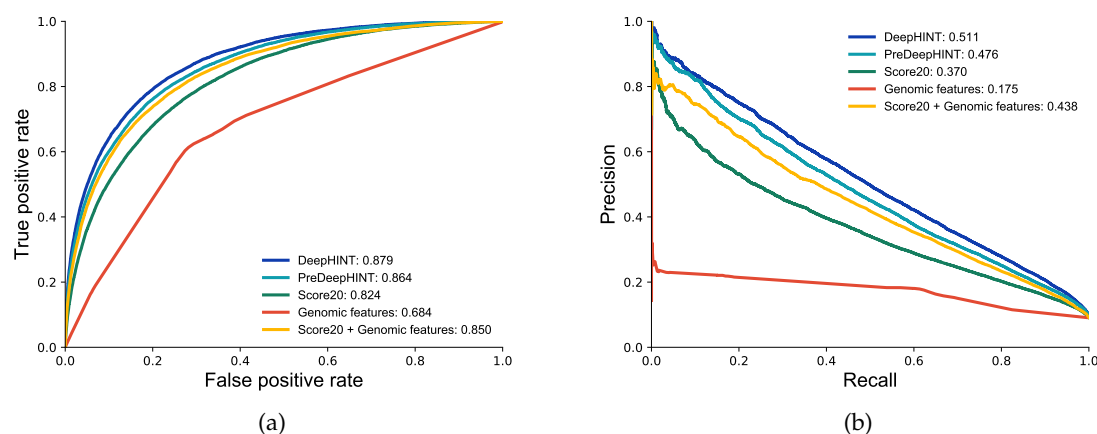 1.0
0.8
0.6
0.4
0.2
0.0
True positive rate
DeepHINT: 0.879
PreDeepHINT: 0.864
Score20: 0.824
Genomic features: 0.684
Score20 + Genomic features: 0.850
0.0 0.2 0.4 0.6 0.8 1.0
False positive rate
(a)
1.0
0.8
0.6
0.4
0.2
0.0
Precision
DeepHINT: 0.511
PreDeepHINT: 0.476
Score20: 0.370
Genomic features: 0.175
Score20 + Genomic features: 0.438
0.0 0.2 0.4 0.6 0.8 1.0
Recall
(b)